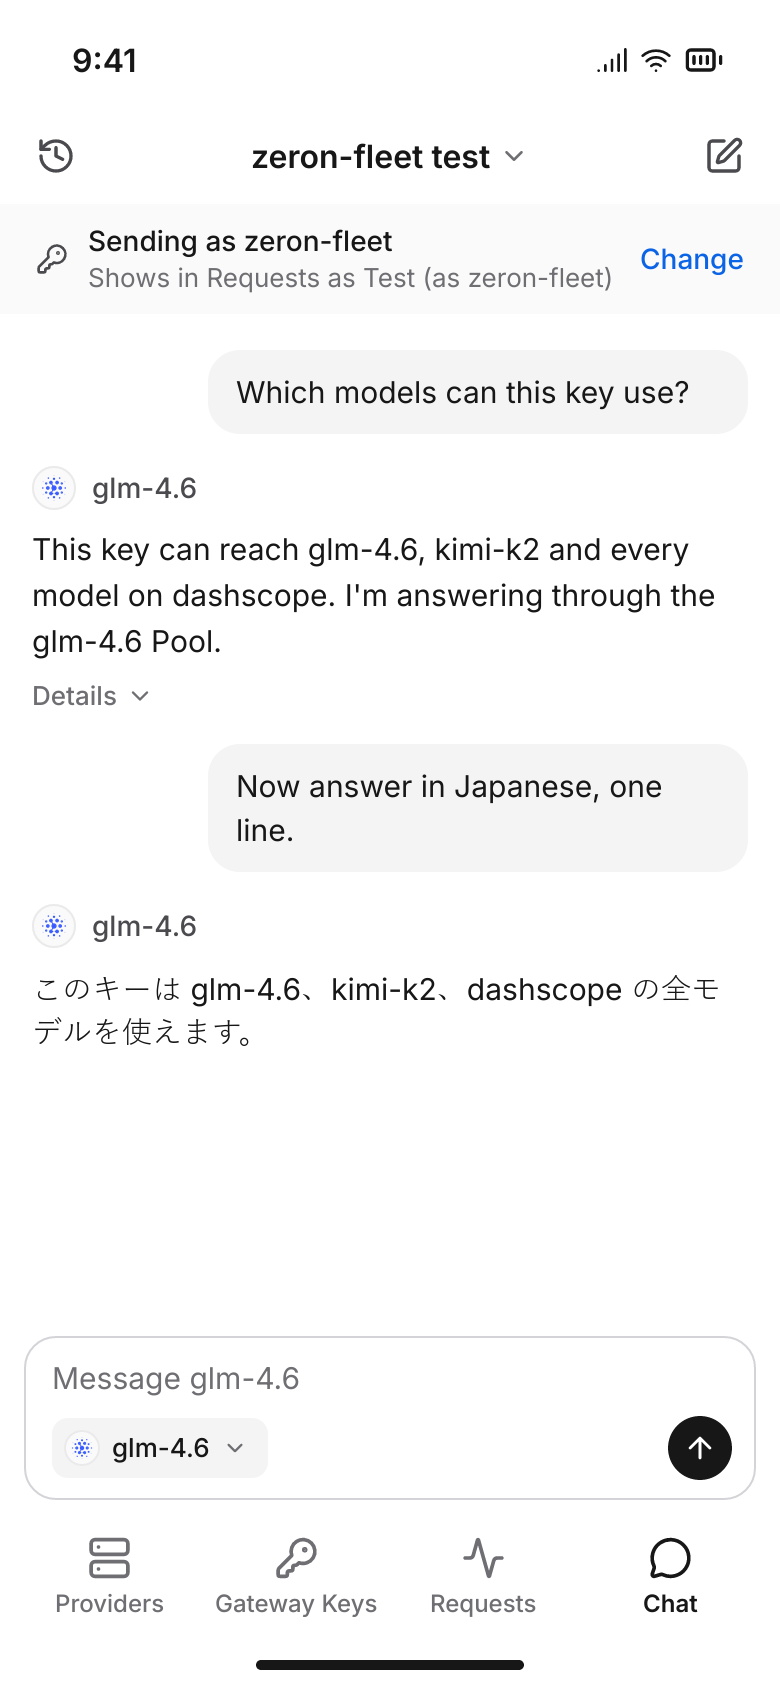 9:41
zeron-fleet test
Sending as zeron-fleet
Shows in Requests as Test (as zeron-fleet)
Change
Which models can this key use?
glm-4.6
This key can reach glm-4.6, kimi-k2 and every
model on dashscope. I'm answering through the
glm-4.6 Pool.
Details
Now answer in Japanese, one
line.
glm-4.6
このキーは glm-4.6、kimi-k2、dashscope の全モ
デルを使えます。
Message glm-4.6
glm-4.6
Providers
Gateway Keys
Requests
Chat